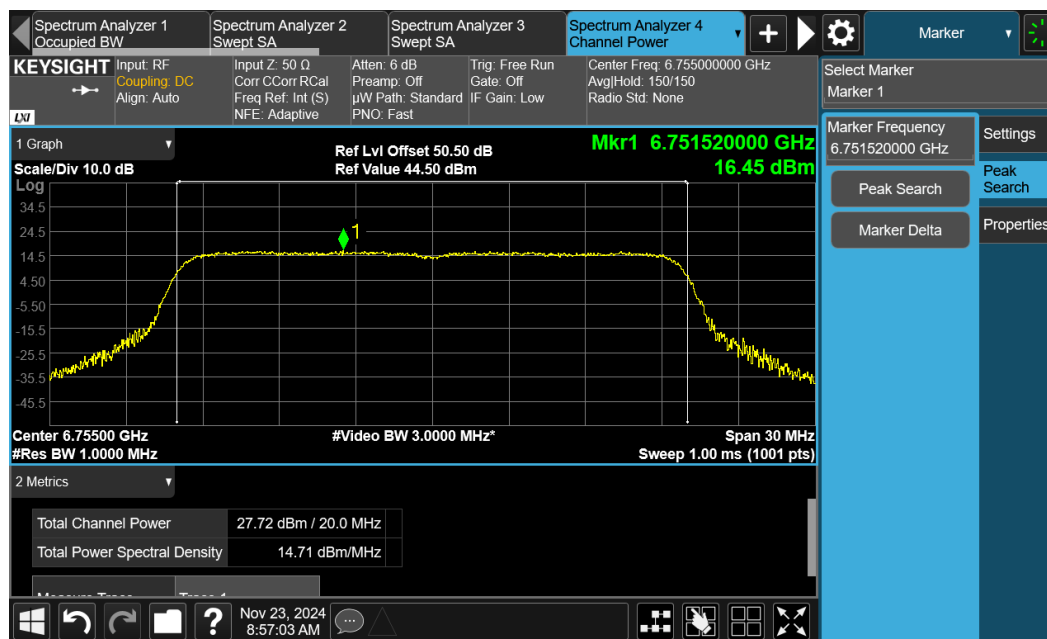 Spectrum Analyzer 1
Occupied BW
Spectrum Analyzer 2
Swept SA
Spectrum Analyzer 3
Swept SA
Spectrum Analyzer 4
Channel Power
Marker
KEYSIGHT
LXI
Input: RF
Coupling: DC
Align: Auto
Input Z: 50 Ω
Corr CCorr RCal
Freq Ref: Int (S)
NFE: Adaptive
Atten: 6 dB
Preamp: Off
µW Path: Standard
PNO: Fast
Trig: Free Run
Gate: Off
IF Gain: Low
Center Freq: 6.755000000 GHz
Avg|Hold: 150/150
Radio Std: None
Select Marker
Marker 1
Marker Frequency
6.751520000 GHz
Peak Search
Marker Delta
Settings
Peak
Search
Properties
1 Graph
Scale/Div 10.0 dB
Ref Lvl Offset 50.50 dB
Ref Value 44.50 dBm
Mkr1 6.751520000 GHz
16.45 dBm
Log
34.5
24.5
14.5
4.50
-5.50
-15.5
-25.5
-35.5
-45.5
1
Center 6.75500 GHz
#Video BW 3.0000 MHz*
Span 30 MHz
#Res BW 1.0000 MHz
Sweep 1.00 ms (1001 pts)
2 Metrics
Total Channel Power 27.72 dBm / 20.0 MHz
Total Power Spectral Density 14.71 dBm/MHz
Measure Trace Trace 1
Nov 23, 2024
8:57:03 AM